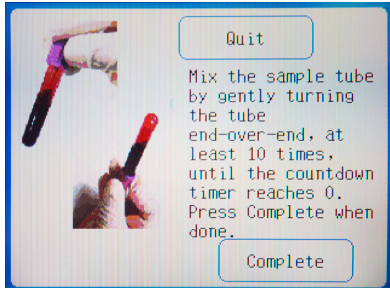 Quit
Mix the sample tube
by gently turning
the tube
end-over-end, at
least 10 times,
until the countdown
timer reaches 0.
Press Complete when
done.
Complete